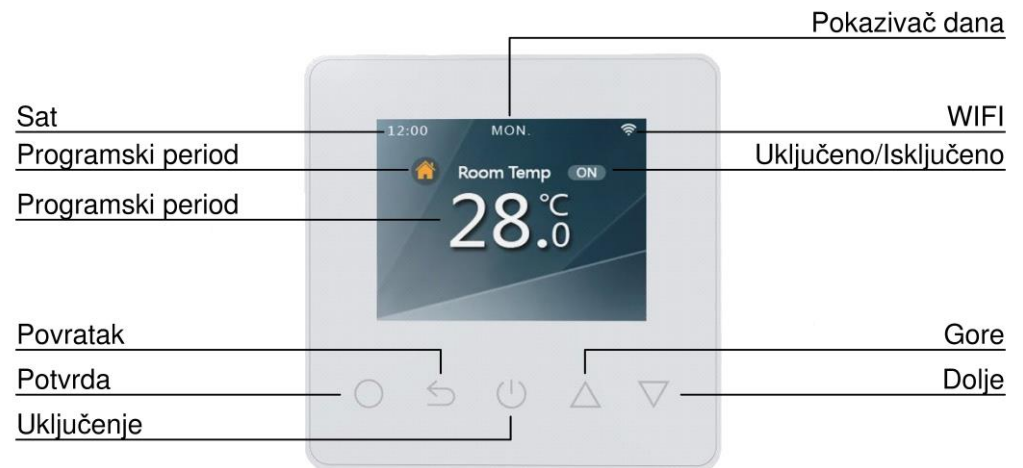 Pokazivač dana
Sat
WIFI
12:00 MON.
Programski period
Uključeno/Isključeno
Room Temp ON
Programski period
28.0 °C
Povratak
Gore
Potvrda
Dolje
Uključenje